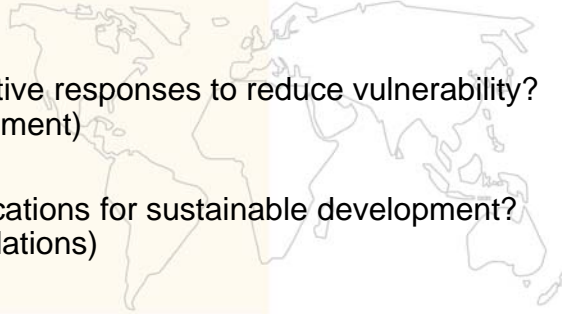 tive responses to reduce vulnerability?
ment)
cations for sustainable development?
lations)